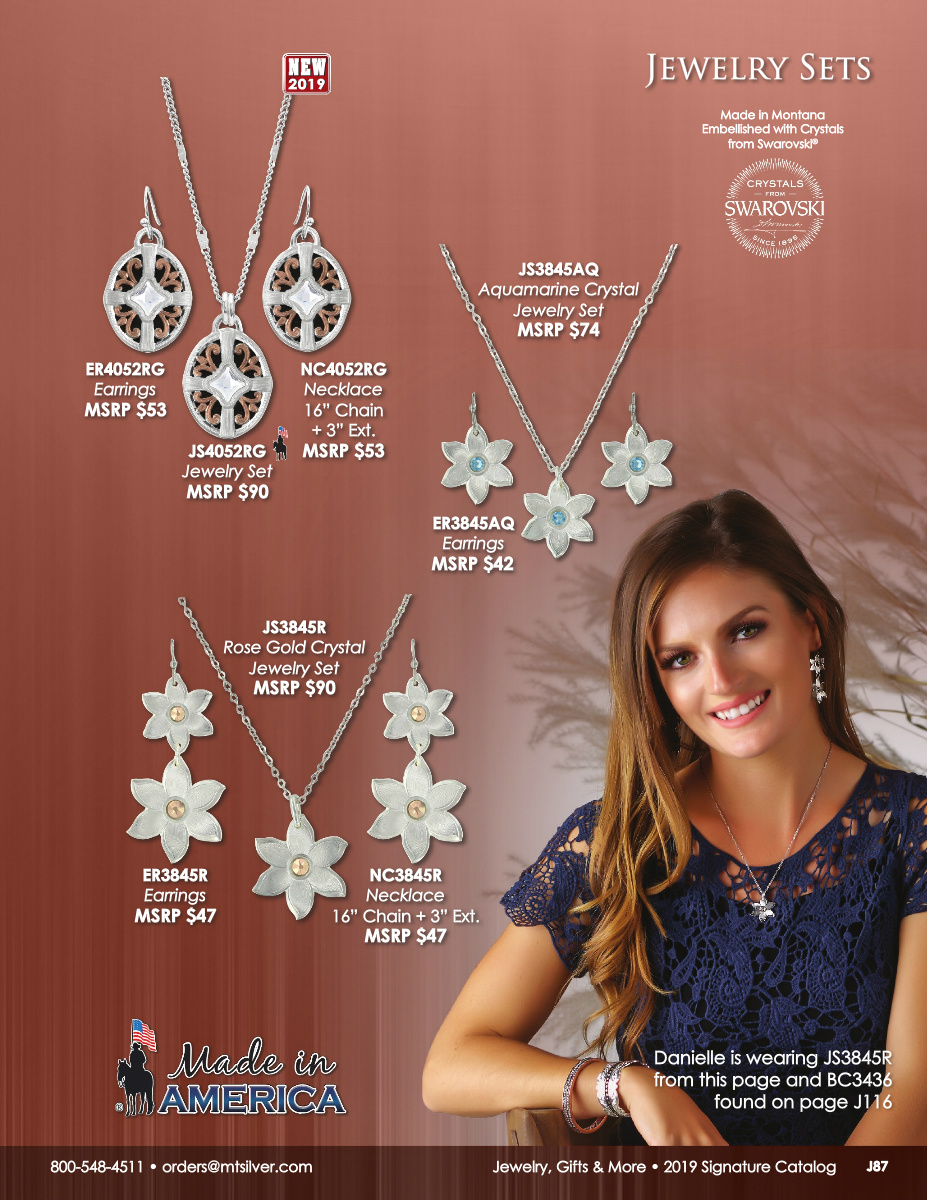 JEWELRY SETS
NEW
2019
Made in Montana
Embellished with Crystals
from Swarovski®
CRYSTALS
FROM
SWAROVSKI
SINCE 1895
ER4052RG
Earrings
MSRP $53
NC4052RG
Necklace
16” Chain
+ 3” Ext.
MSRP $53
JS4052RG
Jewelry Set
MSRP $90
JS3845AQ
Aquamarine Crystal
Jewelry Set
MSRP $74
ER3845AQ
Earrings
MSRP $42
JS3845R
Rose Gold Crystal
Jewelry Set
MSRP $90
ER3845R
Earrings
MSRP $47
NC3845R
Necklace
16” Chain + 3” Ext.
MSRP $47
Made in
AMERICA
®
Danielle is wearing JS3845R
from this page and BC3436
found on page J116
800-548-4511 • orders@mtsilver.com
Jewelry, Gifts & More • 2019 Signature Catalog J87